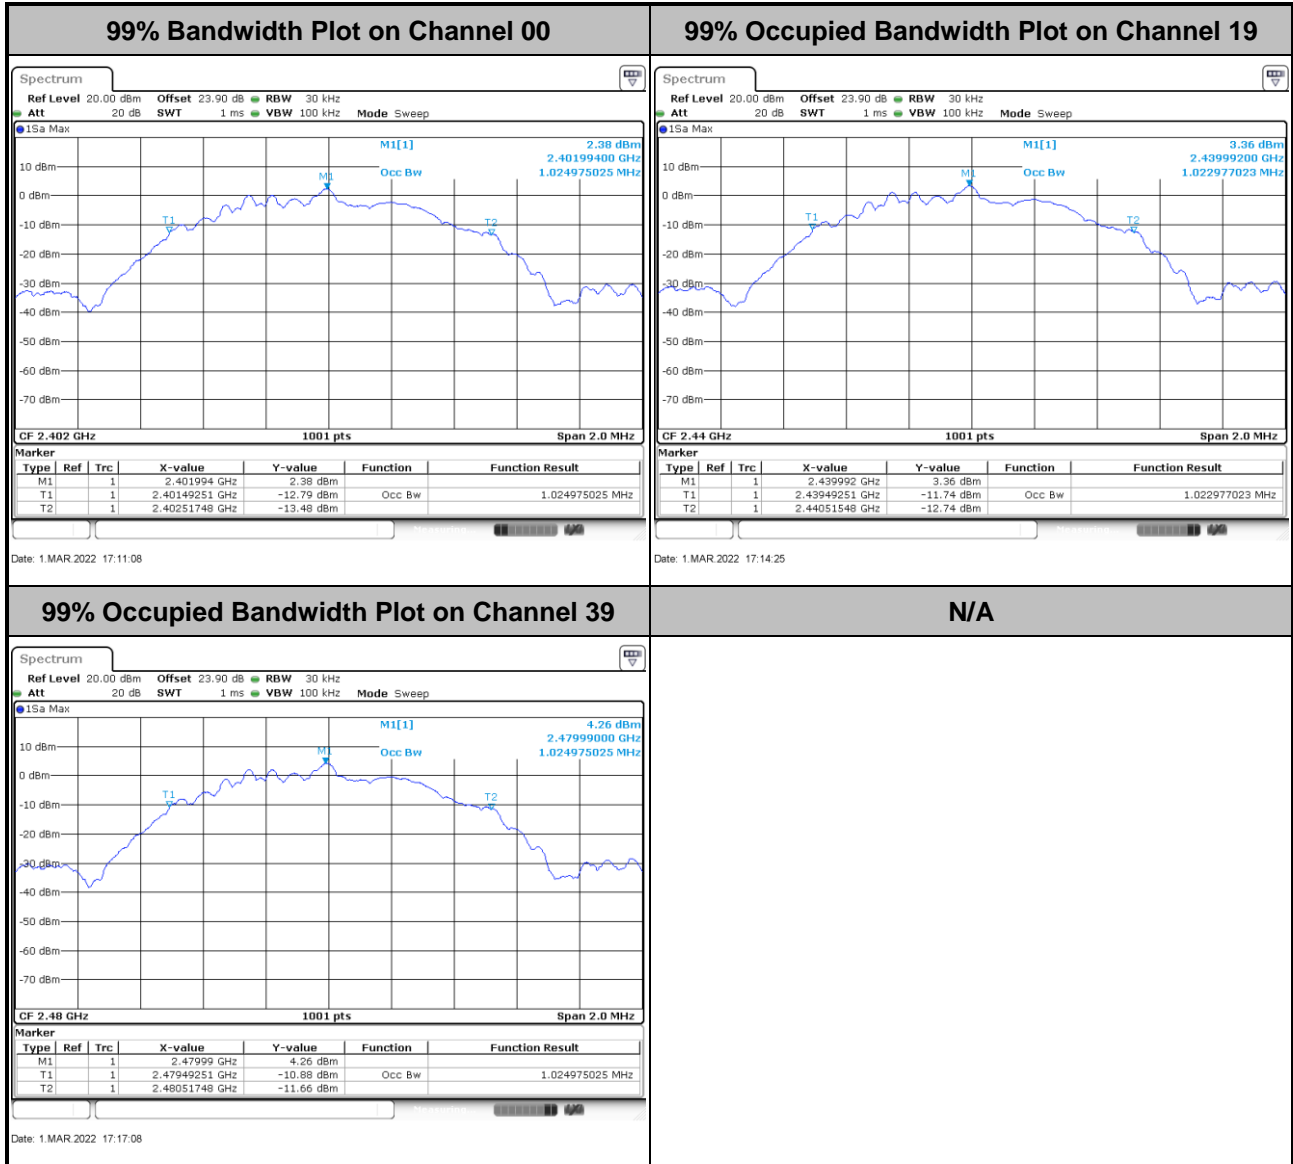 99% Bandwidth Plot on Channel 00
Spectrum
Ref Level 20.00 dBm Offset 23.90 dB RBW 30 kHz
Att 20 dB SWT 1 ms VBW 100 kHz Mode Sweep
1Sa Max
M1[1] 2.38 dBm
2.40199400 GHz
Occ Bw 1.024975025 MHz
10 dBm
M1
0 dBm
T1
T2
-10 dBm
-20 dBm
-30 dBm
-40 dBm
-50 dBm
-60 dBm
-70 dBm
CF 2.402 GHz 1001 pts Span 2.0 MHz
Marker
Type Ref Trc X-value Y-value Function Function Result
M1 1 2.401994 GHz 2.38 dBm
T1 1 2.40149251 GHz -12.79 dBm Occ Bw 1.024975025 MHz
T2 1 2.40251748 GHz -13.48 dBm
Measuring...
Date: 1.MAR.2022 17:11:08
99% Occupied Bandwidth Plot on Channel 19
Spectrum
Ref Level 20.00 dBm Offset 23.90 dB RBW 30 kHz
Att 20 dB SWT 1 ms VBW 100 kHz Mode Sweep
1Sa Max
M1[1] 3.36 dBm
2.43999200 GHz
Occ Bw 1.022977023 MHz
10 dBm
M1
0 dBm
T1
T2
-10 dBm
-20 dBm
-30 dBm
-40 dBm
-50 dBm
-60 dBm
-70 dBm
CF 2.44 GHz 1001 pts Span 2.0 MHz
Marker
Type Ref Trc X-value Y-value Function Function Result
M1 1 2.439992 GHz 3.36 dBm
T1 1 2.43949251 GHz -11.74 dBm Occ Bw 1.022977023 MHz
T2 1 2.44051548 GHz -12.74 dBm
Measuring...
Date: 1.MAR.2022 17:14:25
99% Occupied Bandwidth Plot on Channel 39
Spectrum
Ref Level 20.00 dBm Offset 23.90 dB RBW 30 kHz
Att 20 dB SWT 1 ms VBW 100 kHz Mode Sweep
1Sa Max
M1[1] 4.26 dBm
2.47999000 GHz
Occ Bw 1.024975025 MHz
10 dBm
M1
0 dBm
T1
T2
-10 dBm
-20 dBm
-30 dBm
-40 dBm
-50 dBm
-60 dBm
-70 dBm
CF 2.48 GHz 1001 pts Span 2.0 MHz
Marker
Type Ref Trc X-value Y-value Function Function Result
M1 1 2.47999 GHz 4.26 dBm
T1 1 2.47949251 GHz -10.88 dBm Occ Bw 1.024975025 MHz
T2 1 2.48051748 GHz -11.66 dBm
Measuring...
Date: 1.MAR.2022 17:17:08
N/A